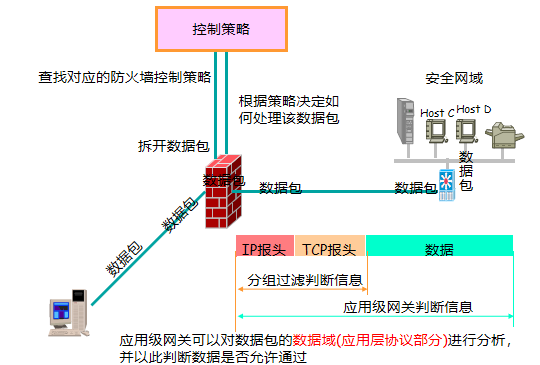 控制策略
查找对应的防火墙控制策略
安全网域
根据策略决定如
何处理该数据包
Host C
Host D
拆开数据包
数据包
数据包
数据包
数据包
数据包
数据包
IP报头
TCP报头
数据
分组过滤判断信息
应用级网关判断信息
应用级网关可以对数据包的数据域(应用层协议部分)进行分析，
并以此判断数据是否允许通过